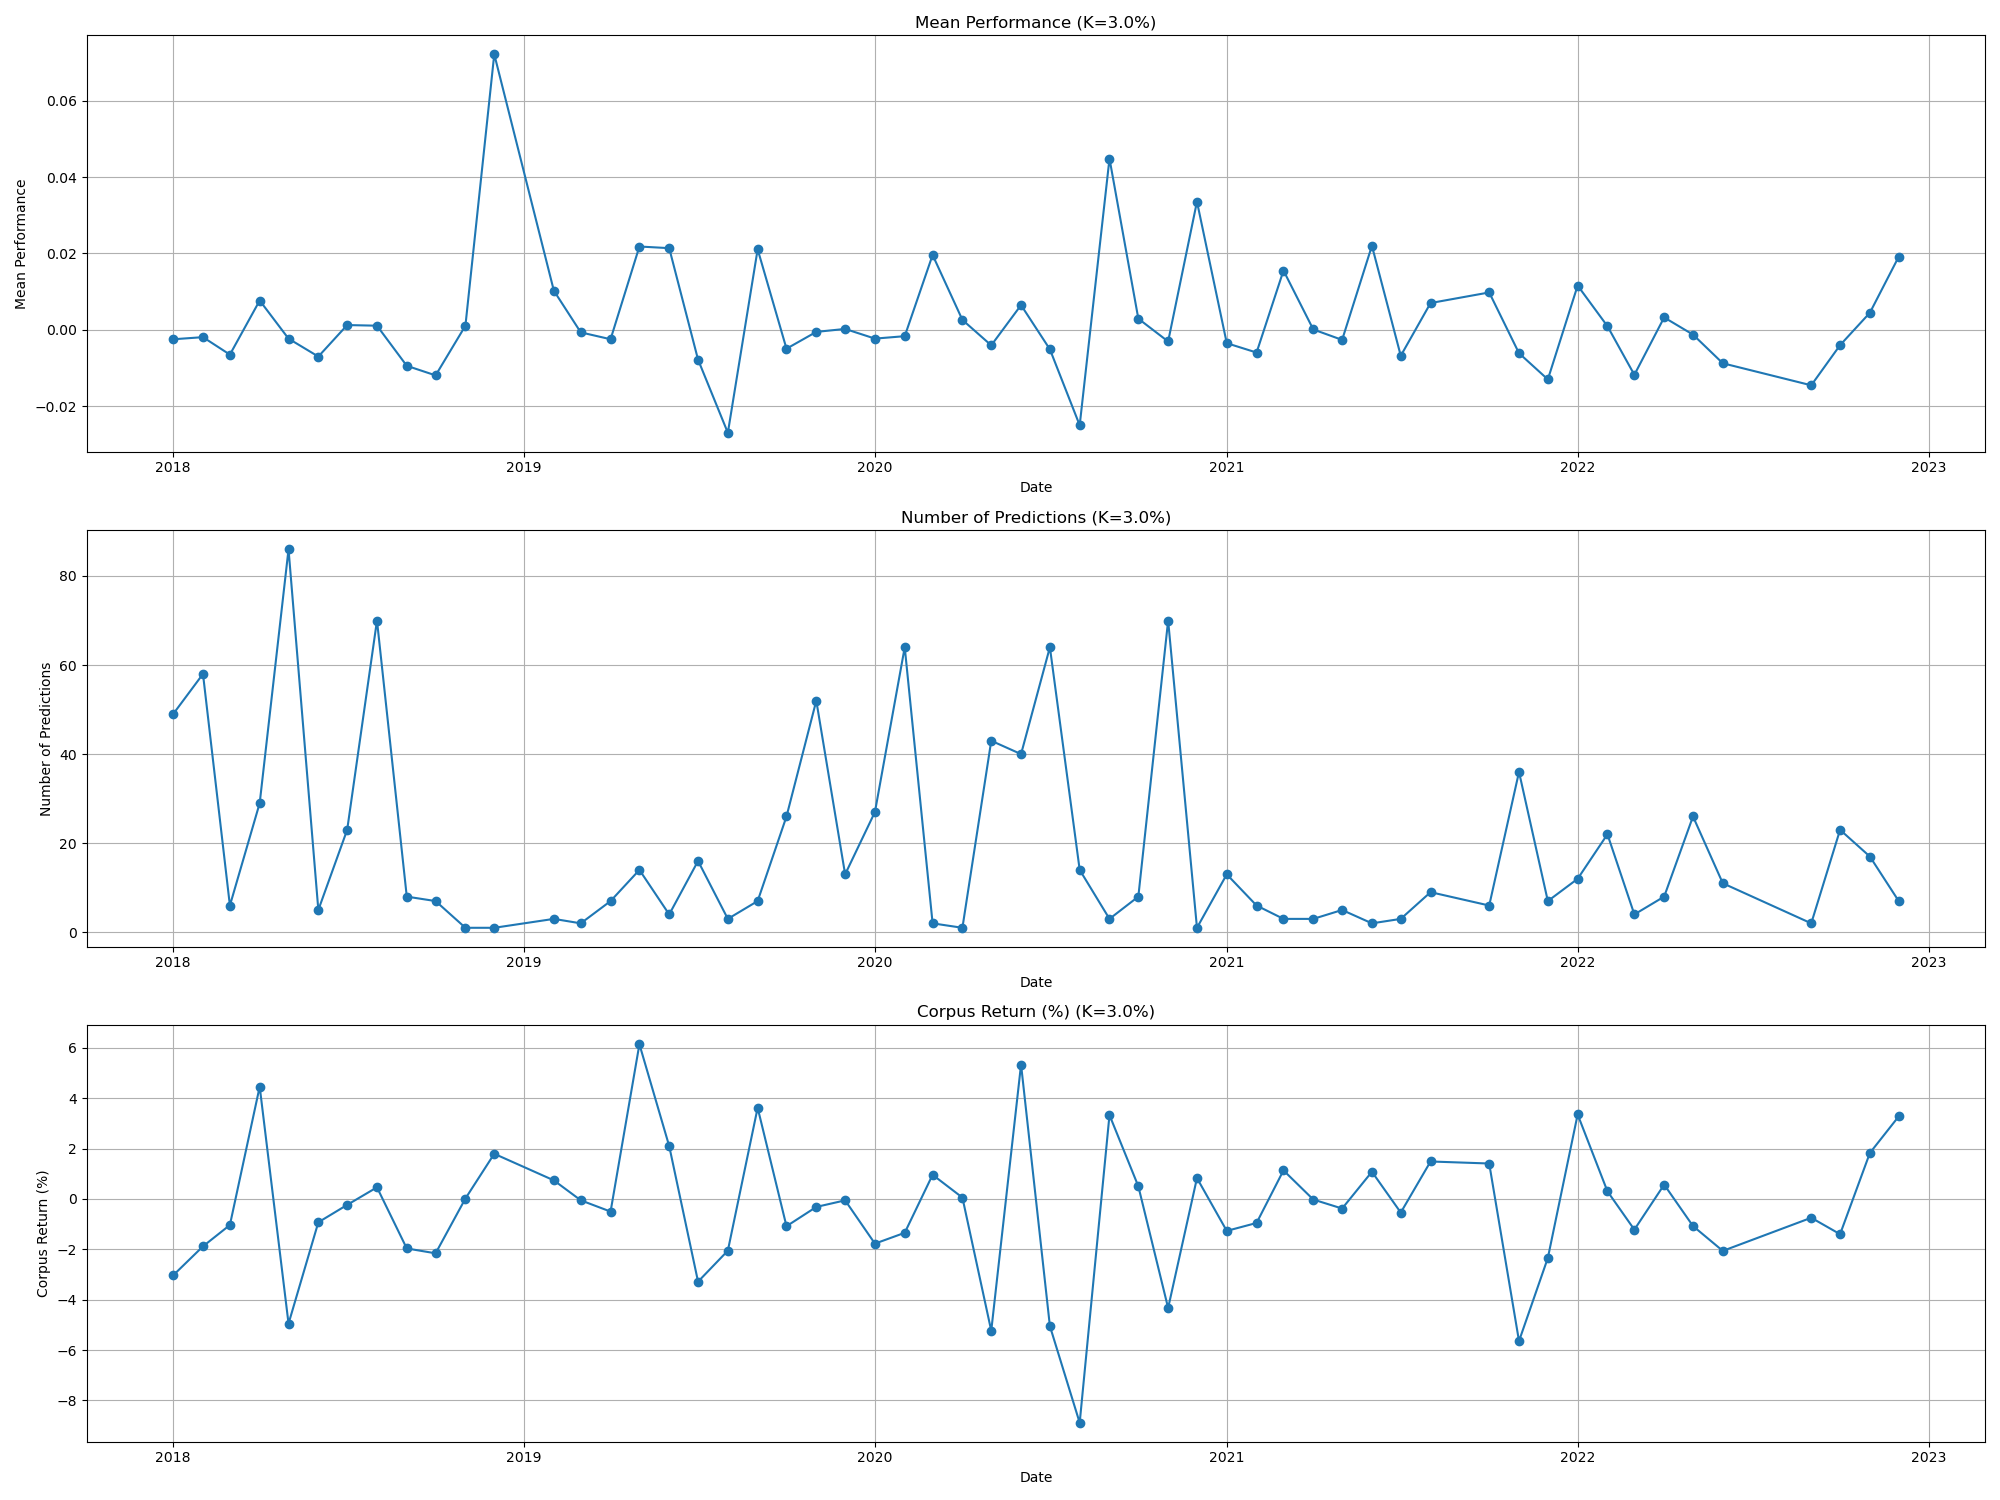 Mean Performance (K=3.0%)
Mean Performance
0.06
0.04
0.02
0.00
−0.02
2018 2019 2020 2021 2022 2023
Date
Number of Predictions (K=3.0%)
Number of Predictions
80
60
40
20
0
2018 2019 2020 2021 2022 2023
Date
Corpus Return (%) (K=3.0%)
Corpus Return (%)
6
4
2
0
−2
−4
−6
−8
2018 2019 2020 2021 2022 2023
Date